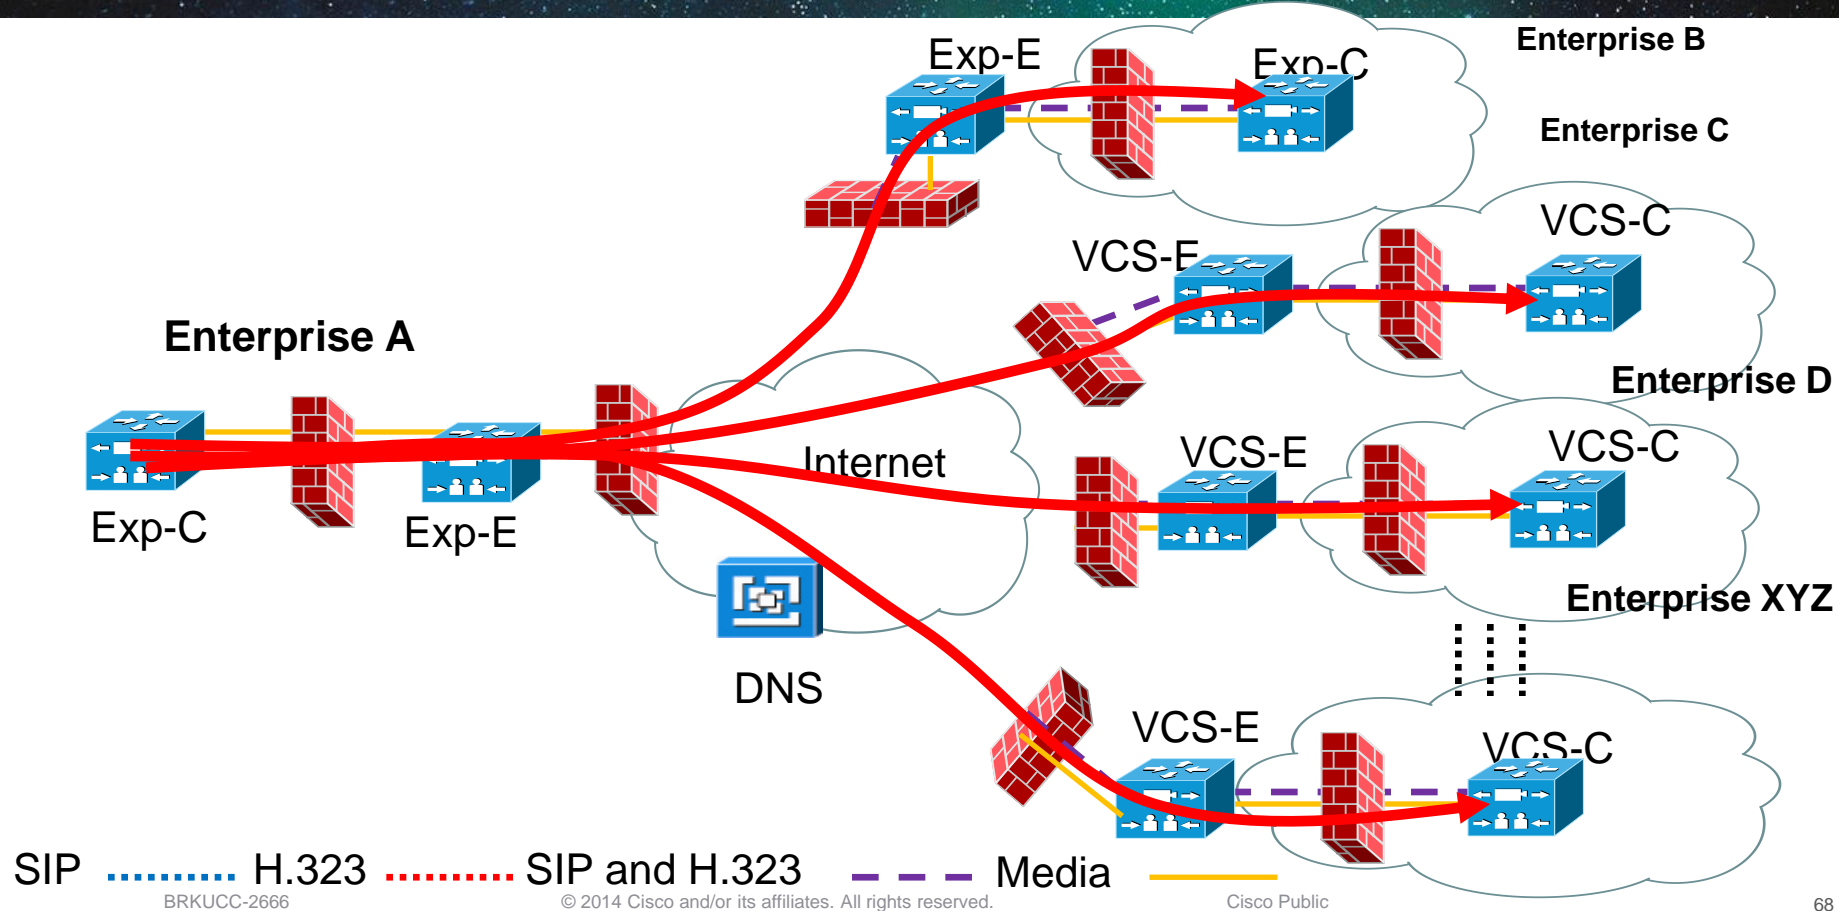 Enterprise B
Exp-E
Exp-C
Enterprise C
VCS-C
VCS-E
Enterprise A
Enterprise D
Internet
VCS-E
VCS-C
Exp-C
Exp-E
Enterprise XYZ
DNS
VCS-E
VCS-C
SIP H.323 SIP and H.323 Media
BRKUCC-2666 © 2014 Cisco and/or its affiliates. All rights reserved. Cisco Public 68